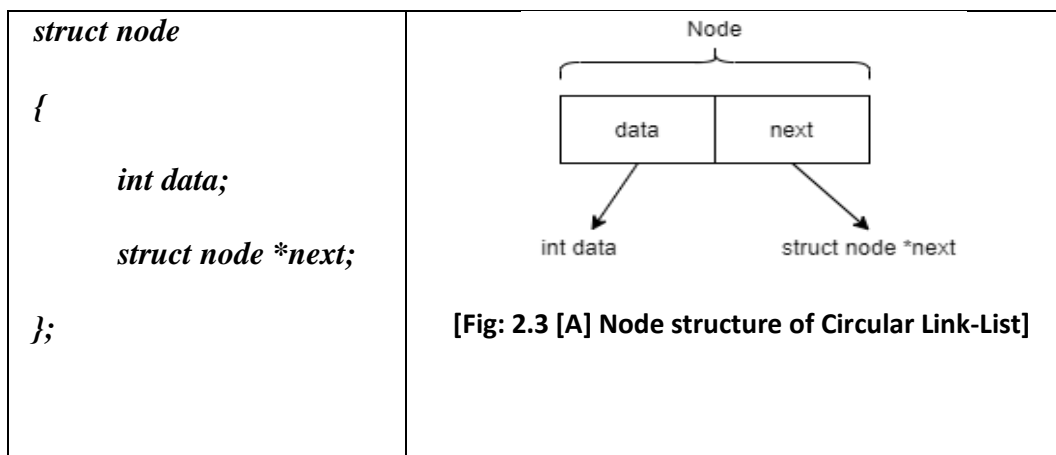 struct node
{
int data;
struct node *next;
};
Node
data next
int data struct node *next
[Fig: 2.3 [A] Node structure of Circular Link-List]